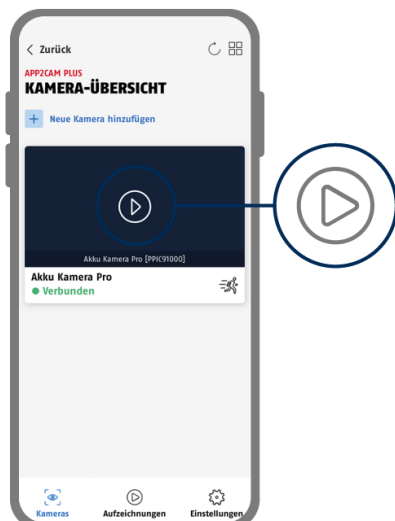 Zurück
APP2CAM PLUS
KAMERA-ÜBERSICHT
Neue Kamera hinzufügen
Akku Kamera Pro [PPIC91000]
Akku Kamera Pro
Verbunden
Kameras Aufzeichnungen Einstellungen